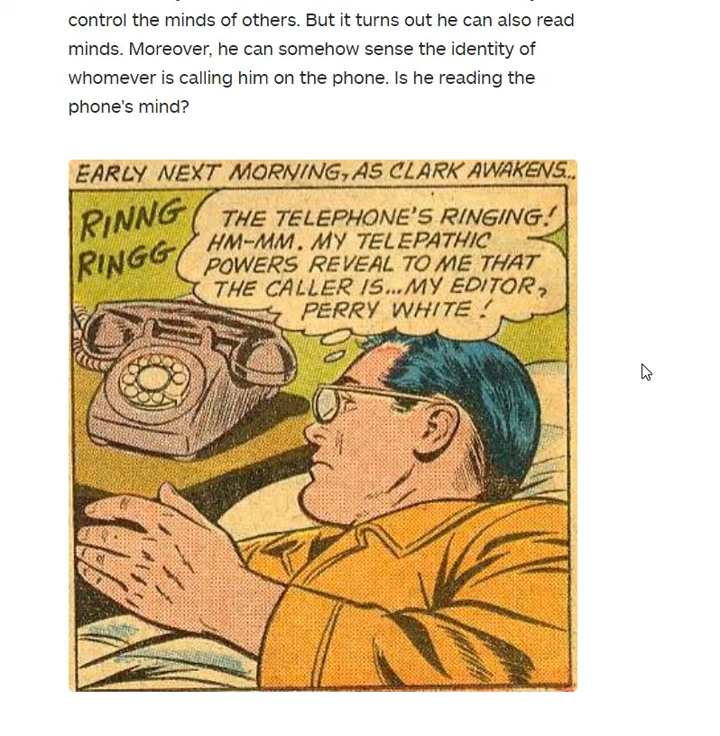 control the minds of others. But it turns out he can also read
minds. Moreover, he can somehow sense the identity of
whomever is calling him on the phone. Is he reading the
phone's mind?
EARLY NEXT MORNING, AS CLARK AWAKENS...
RINNG
RINGG
THE TELEPHONE'S RINGING!
HM-MM. MY TELEPATHIC
POWERS REVEAL TO ME THAT
THE CALLER IS...MY EDITOR,
PERRY WHITE!